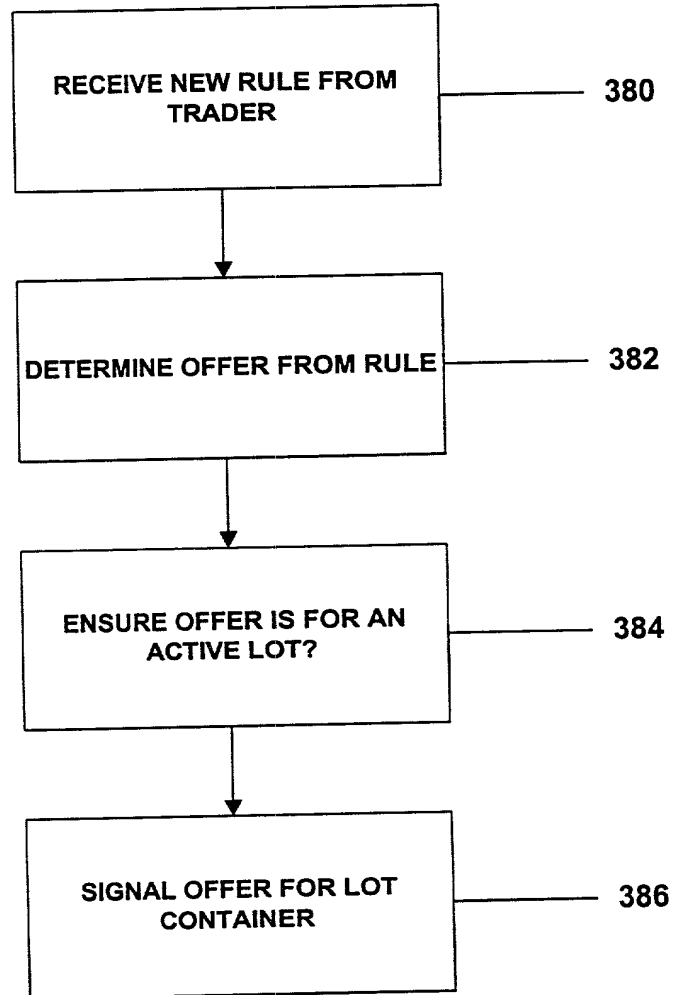 RECEIVE NEW RULE FROM
TRADER
380
DETERMINE OFFER FROM RULE
382
ENSURE OFFER IS FOR AN
ACTIVE LOT?
384
SIGNAL OFFER FOR LOT
CONTAINER
386